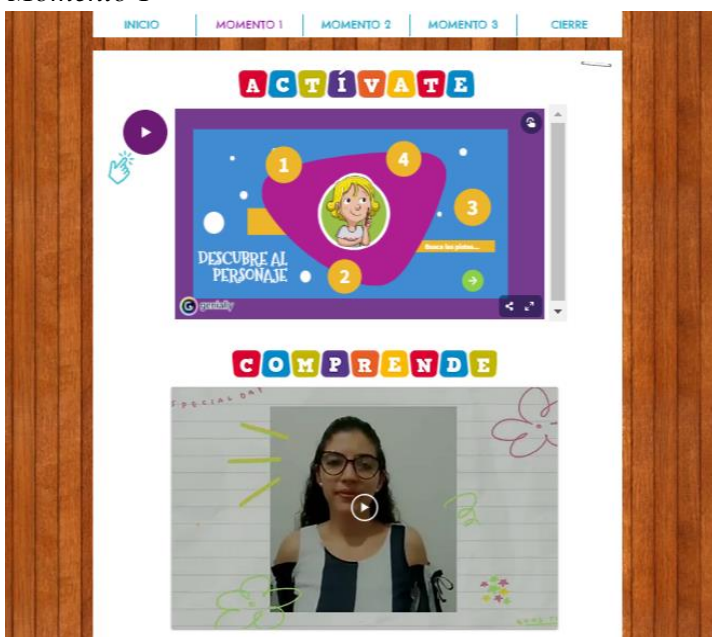 Momento 1
INICIO MOMENTO 1 MOMENTO 2 MOMENTO 3 CIERRE
ACTÍVATE
1
4
3
Busca las pistas...
DESCUBRE AL
PERSONAJE
2
genially
COMPRENDE
SPECIAL DAY